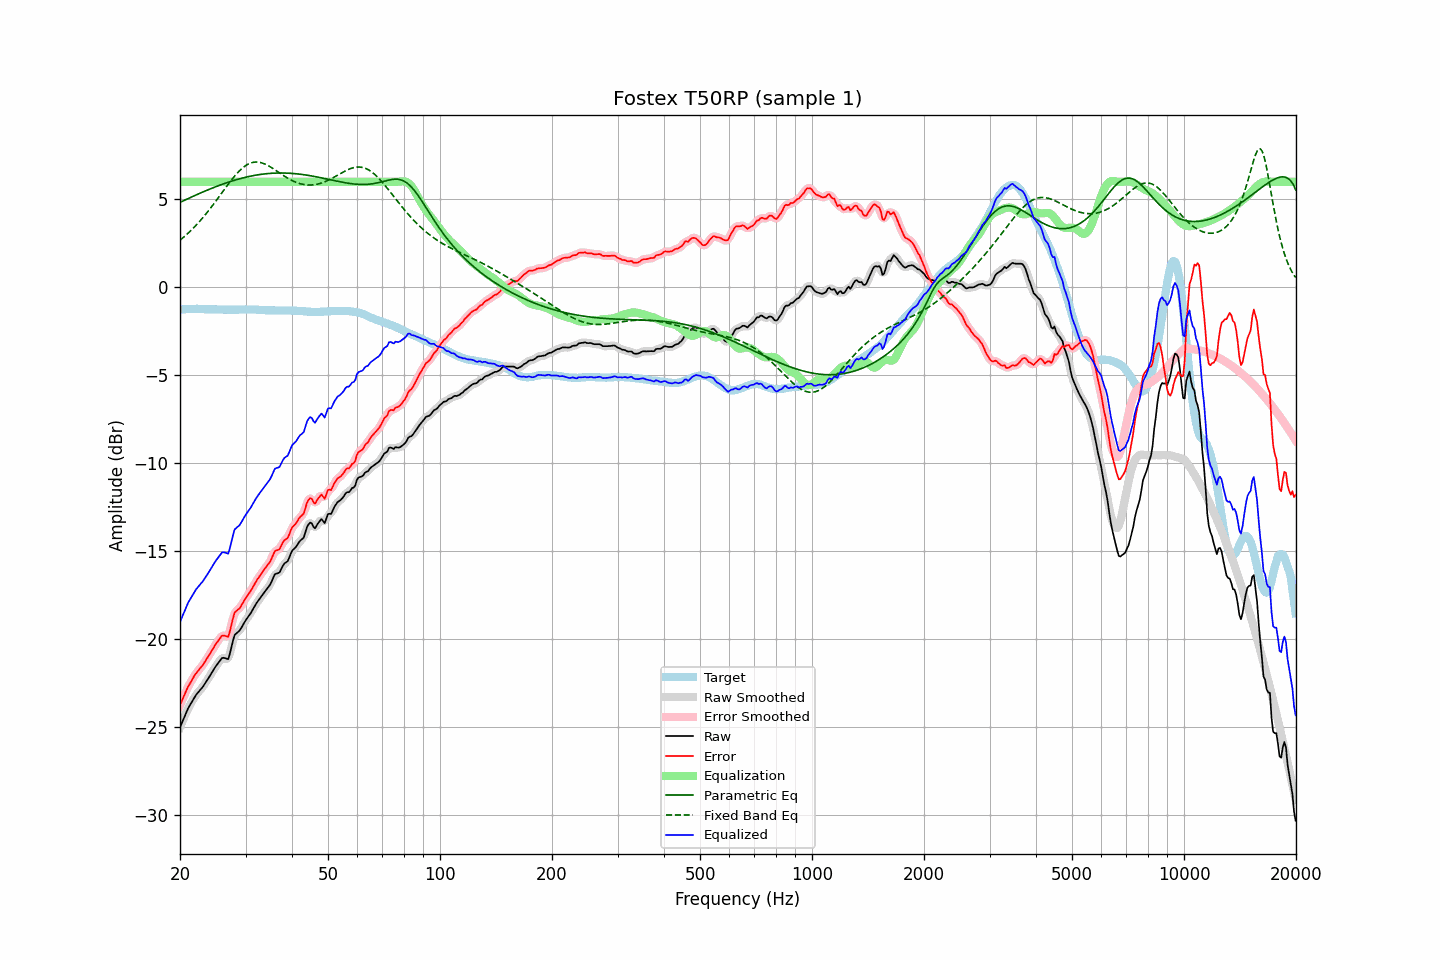 Fostex T50RP (sample 1)
Amplitude (dBr)
5
0
−5
−10
−15
−20
−25
−30
Target
Raw Smoothed
Error Smoothed
Raw
Error
Equalization
Parametric Eq
Fixed Band Eq
Equalized
20
50
100
200
500
1000
2000
5000
10000
20000
Frequency (Hz)